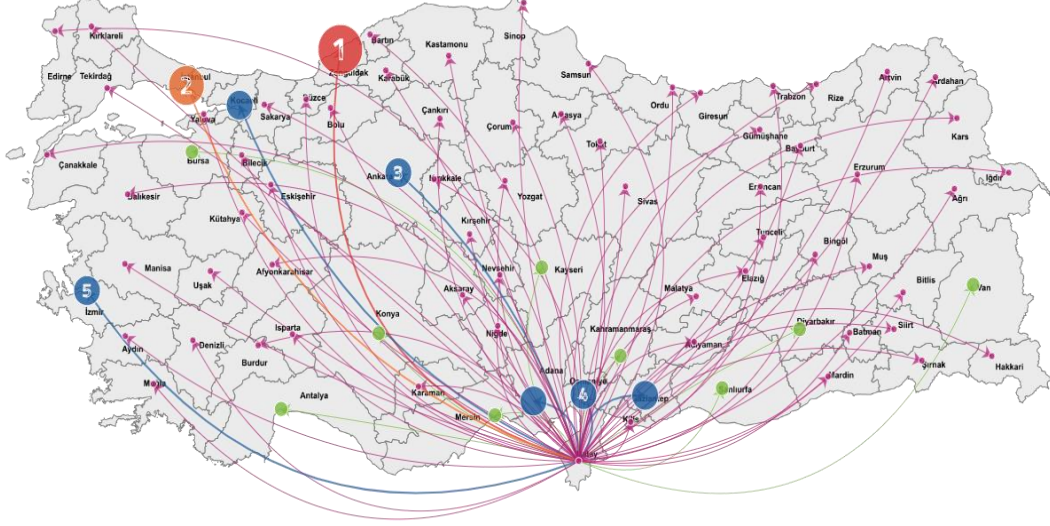 Sinop
Kırklareli
Bartın
Kastamonu
1
Edirne
Tekirdağ
2
Zonguldak
Karabük
Samsun
Artvin
Ardahan
Kocaeli
Düzce
Ordu
Trabzon
Rize
Yalova
Sakarya
Bolu
Çankırı
Çorum
Amasya
Giresun
Gümüşhane
Kars
Tokat
Bayburt
Çanakkale
Bursa
Bilecik
3
Erzurum
Iğdır
Balıkesir
Eskişehir
Yozgat
Sivas
Erzincan
Ağrı
Kütahya
Kırşehir
Tunceli
Bingöl
Manisa
Afyonkarahisar
Nevşehir
Kayseri
Muş
Uşak
Elazığ
Bitlis
Van
5
Aksaray
Malatya
İzmir
Konya
Isparta
Niğde
Kahramanmaraş
Diyarbakır
Batman
Siirt
Aydın
Denizli
Adıyaman
Burdur
Şırnak
Hakkari
Adana
Mardin
Muğla
Karaman
4
Antalya
Mersin
Şanlıurfa
Kilis